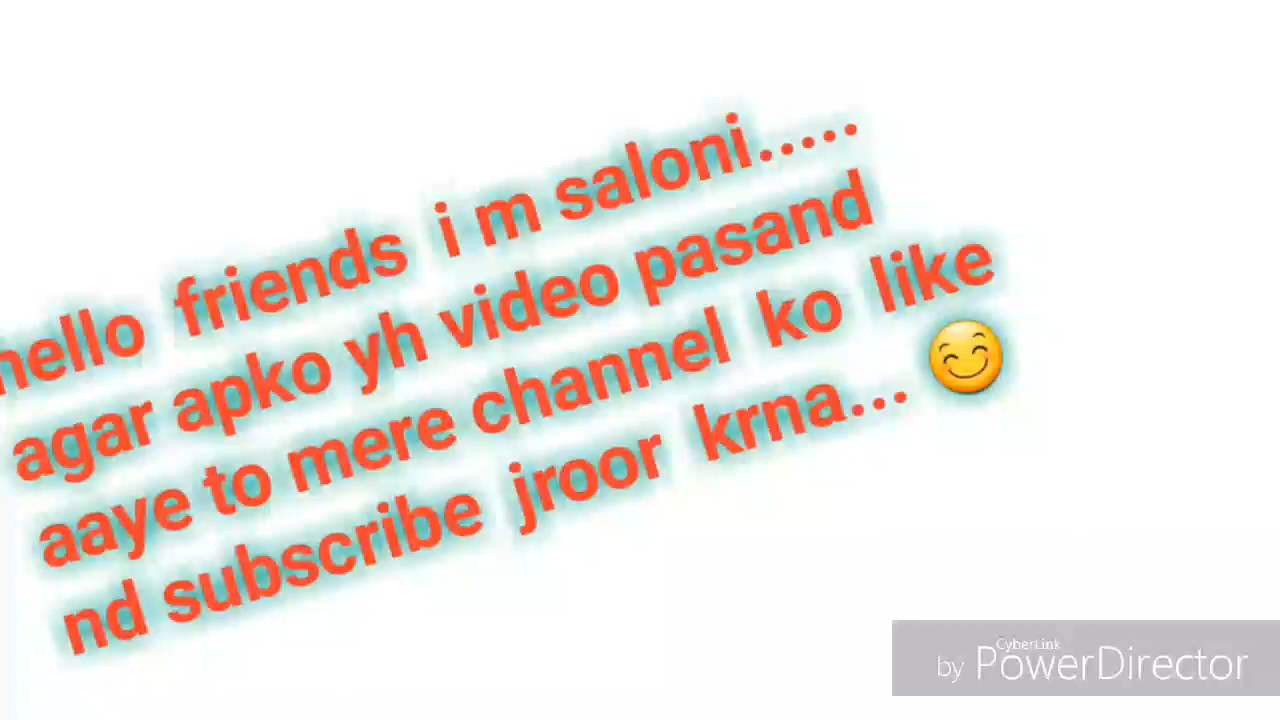 hello friends i m saloni.....
agar apko yh video pasand
aaye to mere channel ko like
nd subscribe jroor krna... 😊
CyberLink
by PowerDirector